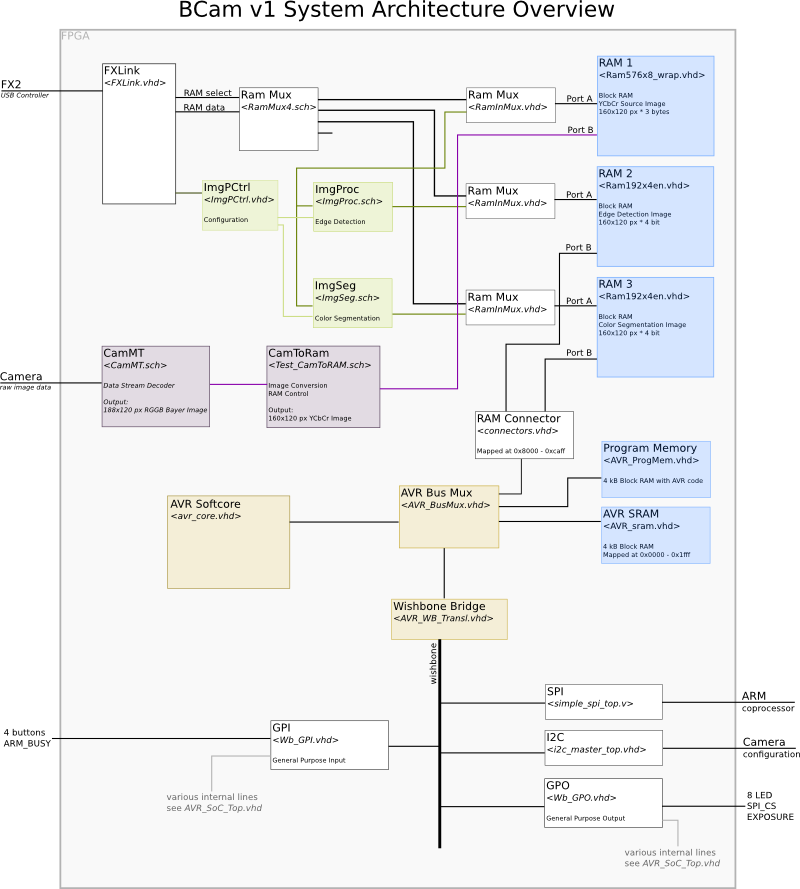 BCam v1 System Architecture Overview
FPGA
FX2
USB Controller
FXLink
<FXLink.vhd>
RAM select
RAM data
Ram Mux
<RamMux4.sch>
Ram Mux
<RamInMux.vhd>
Port A
Port B
RAM 1
<Ram576x8_wrap.vhd>
Block RAM
YCbCr Source Image
160x120 px * 3 bytes
ImgPCtrl
<ImgPCtrl.vhd>
Configuration
ImgProc
<ImgProc.sch>
Edge Detection
Ram Mux
<RamInMux.vhd>
Port A
Port B
RAM 2
<Ram192x4en.vhd>
Block RAM
Edge Detection Image
160x120 px * 4 bit
ImgSeg
<ImgSeg.sch>
Color Segmentation
Ram Mux
<RamInMux.vhd>
Port A
Port B
RAM 3
<Ram192x4en.vhd>
Block RAM
Color Segmentation Image
160x120 px * 4 bit
Camera
raw image data
CamMT
<CamMT.sch>
Data Stream Decoder
Output:
188x120 px RGGB Bayer Image
CamToRam
<Test_CamToRAM.sch>
Image Conversion
RAM Control
Output:
160x120 px YCbCr Image
RAM Connector
<connectors.vhd>
Mapped at 0x8000 - 0xcaff
Program Memory
<AVR_ProgMem.vhd>
4 kB Block RAM with AVR code
AVR Softcore
<avr_core.vhd>
AVR Bus Mux
<AVR_BusMux.vhd>
AVR SRAM
<AVR_sram.vhd>
4 kB Block RAM
Mapped at 0x0000 - 0x1fff
Wishbone Bridge
<AVR_WB_Transl.vhd>
wishbone
SPI
<simple_spi_top.v>
ARM
coprocessor
4 buttons
ARM_BUSY
GPI
<Wb_GPI.vhd>
General Purpose Input
I2C
<i2c_master_top.vhd>
Camera
configuration
GPO
<Wb_GPO.vhd>
General Purpose Output
8 LED
SPI_CS
EXPOSURE
various internal lines
see AVR_SoC_Top.vhd
various internal lines
see AVR_SoC_Top.vhd